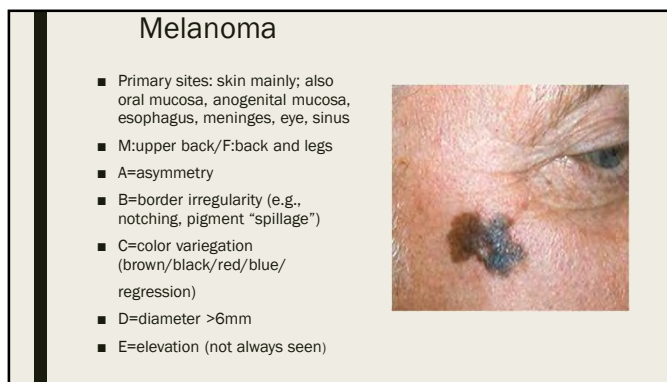 Melanoma
■ Primary sites: skin mainly; also
oral mucosa, anogenital mucosa,
esophagus, meninges, eye, sinus
■ M:upper back/F:back and legs
■ A=asymmetry
■ B=border irregularity (e.g.,
notching, pigment “spillage”)
■ C=color variegation
(brown/black/red/blue/
regression)
■ D=diameter >6mm
■ E=elevation (not always seen)